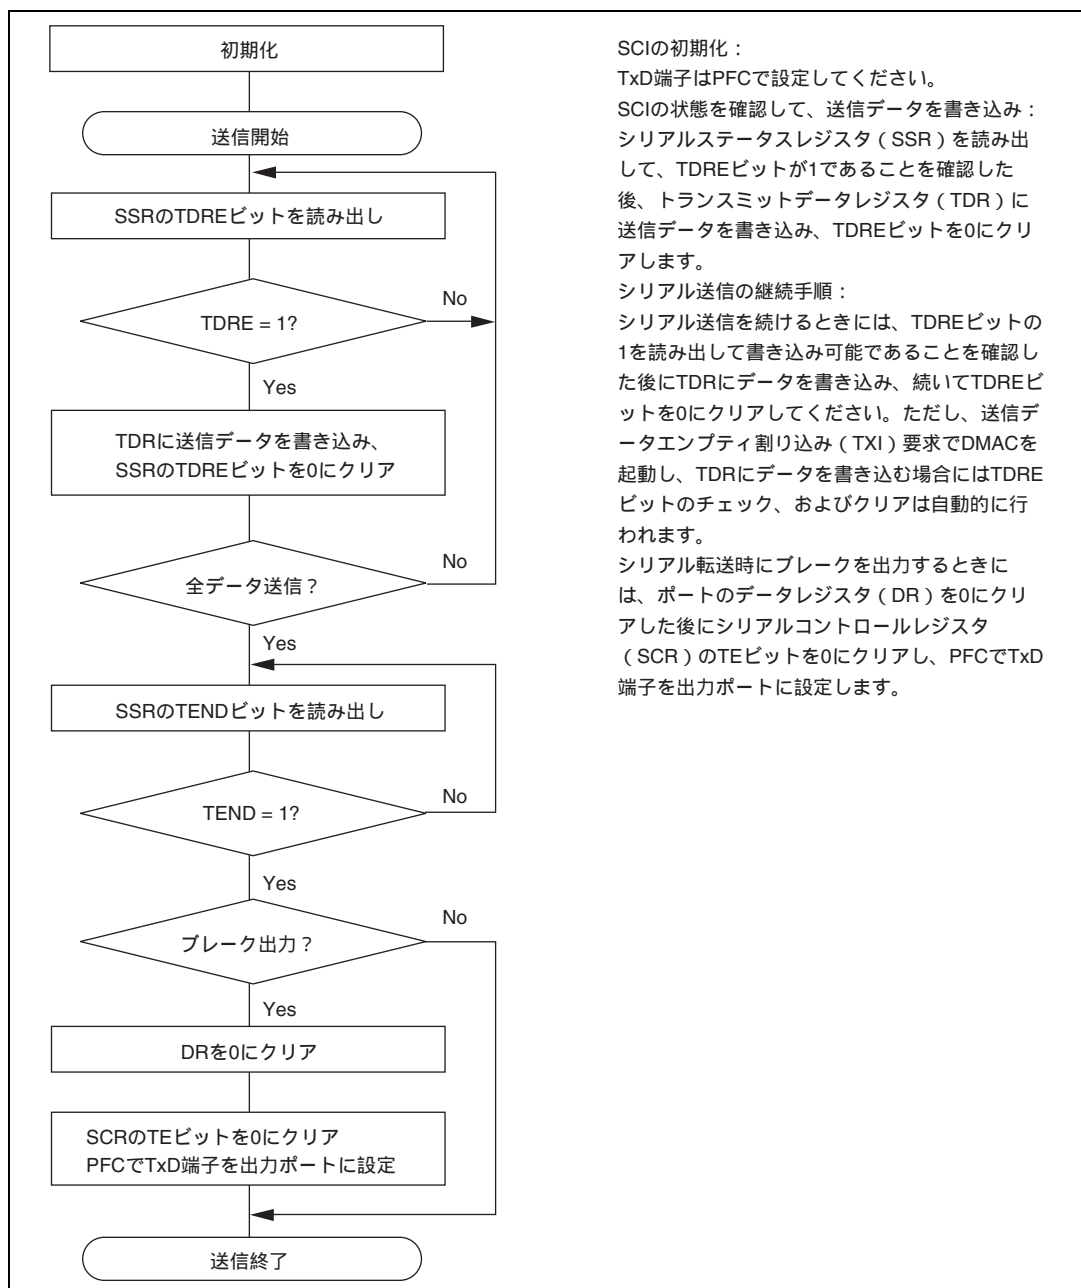 初期化
送信開始
SSRのTDREビットを読み出し
TDRE = 1?
No
Yes
TDRに送信データを書き込み、
SSRのTDREビットを0にクリア
全データ送信？
No
Yes
SSRのTENDビットを読み出し
TEND = 1?
No
Yes
ブレーク出力？
No
Yes
DRを0にクリア
SCRのTEビットを0にクリア
PFCでTxD端子を出力ポートに設定
送信終了
SCIの初期化：
TxD端子はPFCで設定してください。
SCIの状態を確認して、送信データを書き込み：
シリアルステータスレジスタ（SSR）を読み出
して、TDREビットが1であることを確認した
後、トランスミットデータレジスタ（TDR）に
送信データを書き込み、TDREビットを0にクリ
アします。
シリアル送信の継続手順：
シリアル送信を続けるときには、TDREビットの
1を読み出して書き込み可能であることを確認し
た後にTDRにデータを書き込み、続いてTDREビ
ットを0にクリアしてください。ただし、送信デ
ータエンプティ割り込み（TXI）要求でDMACを
起動し、TDRにデータを書き込む場合にはTDRE
ビットのチェック、およびクリアは自動的に行
われます。
シリアル転送時にブレークを出力するときに
は、ポートのデータレジスタ（DR）を0にクリ
アした後にシリアルコントロールレジスタ
（SCR）のTEビットを0にクリアし、PFCでTxD
端子を出力ポートに設定します。